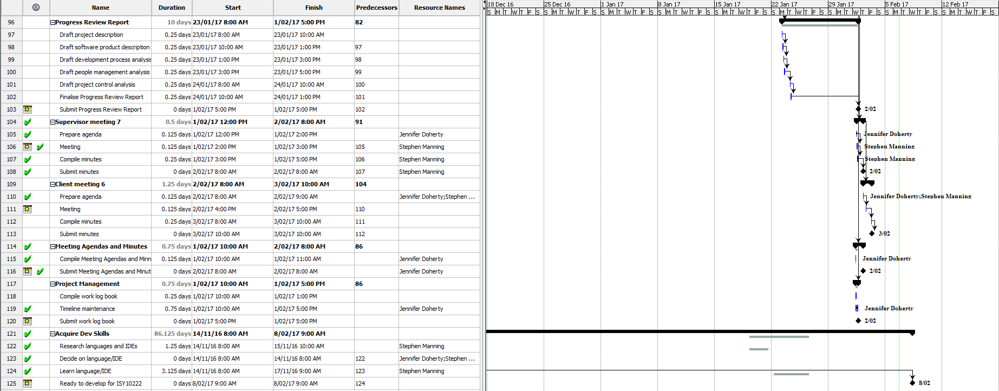 Name Duration Start Finish Predecessors Resource Names
18 Dec 16 25 Dec 16 1 Jan 17 8 Jan 17 15 Jan 17 22 Jan 17 29 Jan 17 5 Feb 17 12 Feb 17
S M T W T F S S M T W T F S S M T W T F S S M T W T F S S M T W T F S S M T W T F S S M T W T F S S M T W T F S S M T W T F S
96 Progress Review Report 10 days 23/01/17 8:00 AM 1/02/17 5:00 PM 82
97 Draft project description 0.25 days 23/01/17 8:00 AM 23/01/17 10:00 AM
98 Draft software product description 0.25 days 23/01/17 10:00 AM 23/01/17 1:00 PM 97
99 Draft development process analysis 0.25 days 23/01/17 1:00 PM 23/01/17 3:00 PM 98
100 Draft people management analysis 0.25 days 23/01/17 3:00 PM 23/01/17 5:00 PM 99
101 Draft project control analysis 0.25 days 24/01/17 8:00 AM 24/01/17 10:00 AM 100
102 Finalise Progress Review Report 0.25 days 24/01/17 10:00 AM 24/01/17 1:00 PM 101
103 Submit Progress Review Report 0 days 1/02/17 5:00 PM 1/02/17 5:00 PM 102 2/02
104 Supervisor meeting 7 0.5 days 1/02/17 12:00 PM 2/02/17 8:00 AM 91
105 Prepare agenda 0.125 days 1/02/17 12:00 PM 1/02/17 2:00 PM Jennifer Doherty Jennifer Doherty
106 Meeting 0.125 days 1/02/17 2:00 PM 1/02/17 3:00 PM 105 Stephen Manning Stephen Manning
107 Compile minutes 0.25 days 1/02/17 3:00 PM 1/02/17 5:00 PM 106 Stephen Manning Stephen Manning
108 Submit minutes 0 days 2/02/17 8:00 AM 2/02/17 8:00 AM 107 Stephen Manning 2/02
109 Client meeting 6 1.25 days 2/02/17 8:00 AM 3/02/17 10:00 AM 104
110 Prepare agenda 0.125 days 2/02/17 8:00 AM 2/02/17 9:00 AM Jennifer Doherty;Stephen ... Jennifer Doherty;Stephen Manning
111 Meeting 0.125 days 2/02/17 4:00 PM 2/02/17 5:00 PM 110
112 Compile minutes 0.25 days 3/02/17 8:00 AM 3/02/17 10:00 AM 111
113 Submit minutes 0 days 3/02/17 10:00 AM 3/02/17 10:00 AM 112 3/02
114 Meeting Agendas and Minutes 0.75 days 1/02/17 10:00 AM 2/02/17 8:00 AM 86
115 Compile Meeting Agendas and Minn 0.125 days 1/02/17 10:00 AM 1/02/17 11:00 AM Jennifer Doherty Jennifer Doherty
116 Submit Meeting Agendas and Minut 0 days 2/02/17 8:00 AM 2/02/17 8:00 AM Jennifer Doherty 2/02
117 Project Management 0.75 days 1/02/17 10:00 AM 1/02/17 5:00 PM 86
118 Compile work log book 0.25 days 1/02/17 10:00 AM 1/02/17 1:00 PM
119 Timeline maintenance 0.75 days 1/02/17 10:00 AM 1/02/17 5:00 PM Jennifer Doherty Jennifer Doherty
120 Submit work log book 0 days 1/02/17 5:00 PM 1/02/17 5:00 PM 2/02
121 Acquire Dev Skills 86.125 days 14/11/16 8:00 AM 8/02/17 9:00 AM
122 Research languages and IDEs 1.25 days 14/11/16 8:00 AM 15/11/16 10:00 AM Stephen Manning
123 Decide on language/IDE 0 days 14/11/16 8:00 AM 14/11/16 8:00 AM 122 Jennifer Doherty;Stephen ...
124 Learn language/IDE 3.125 days 14/11/16 8:00 AM 17/11/16 9:00 AM 123 Stephen Manning
125 Ready to develop for ISY10222 0 days 8/02/17 9:00 AM 8/02/17 9:00 AM 124 8/02